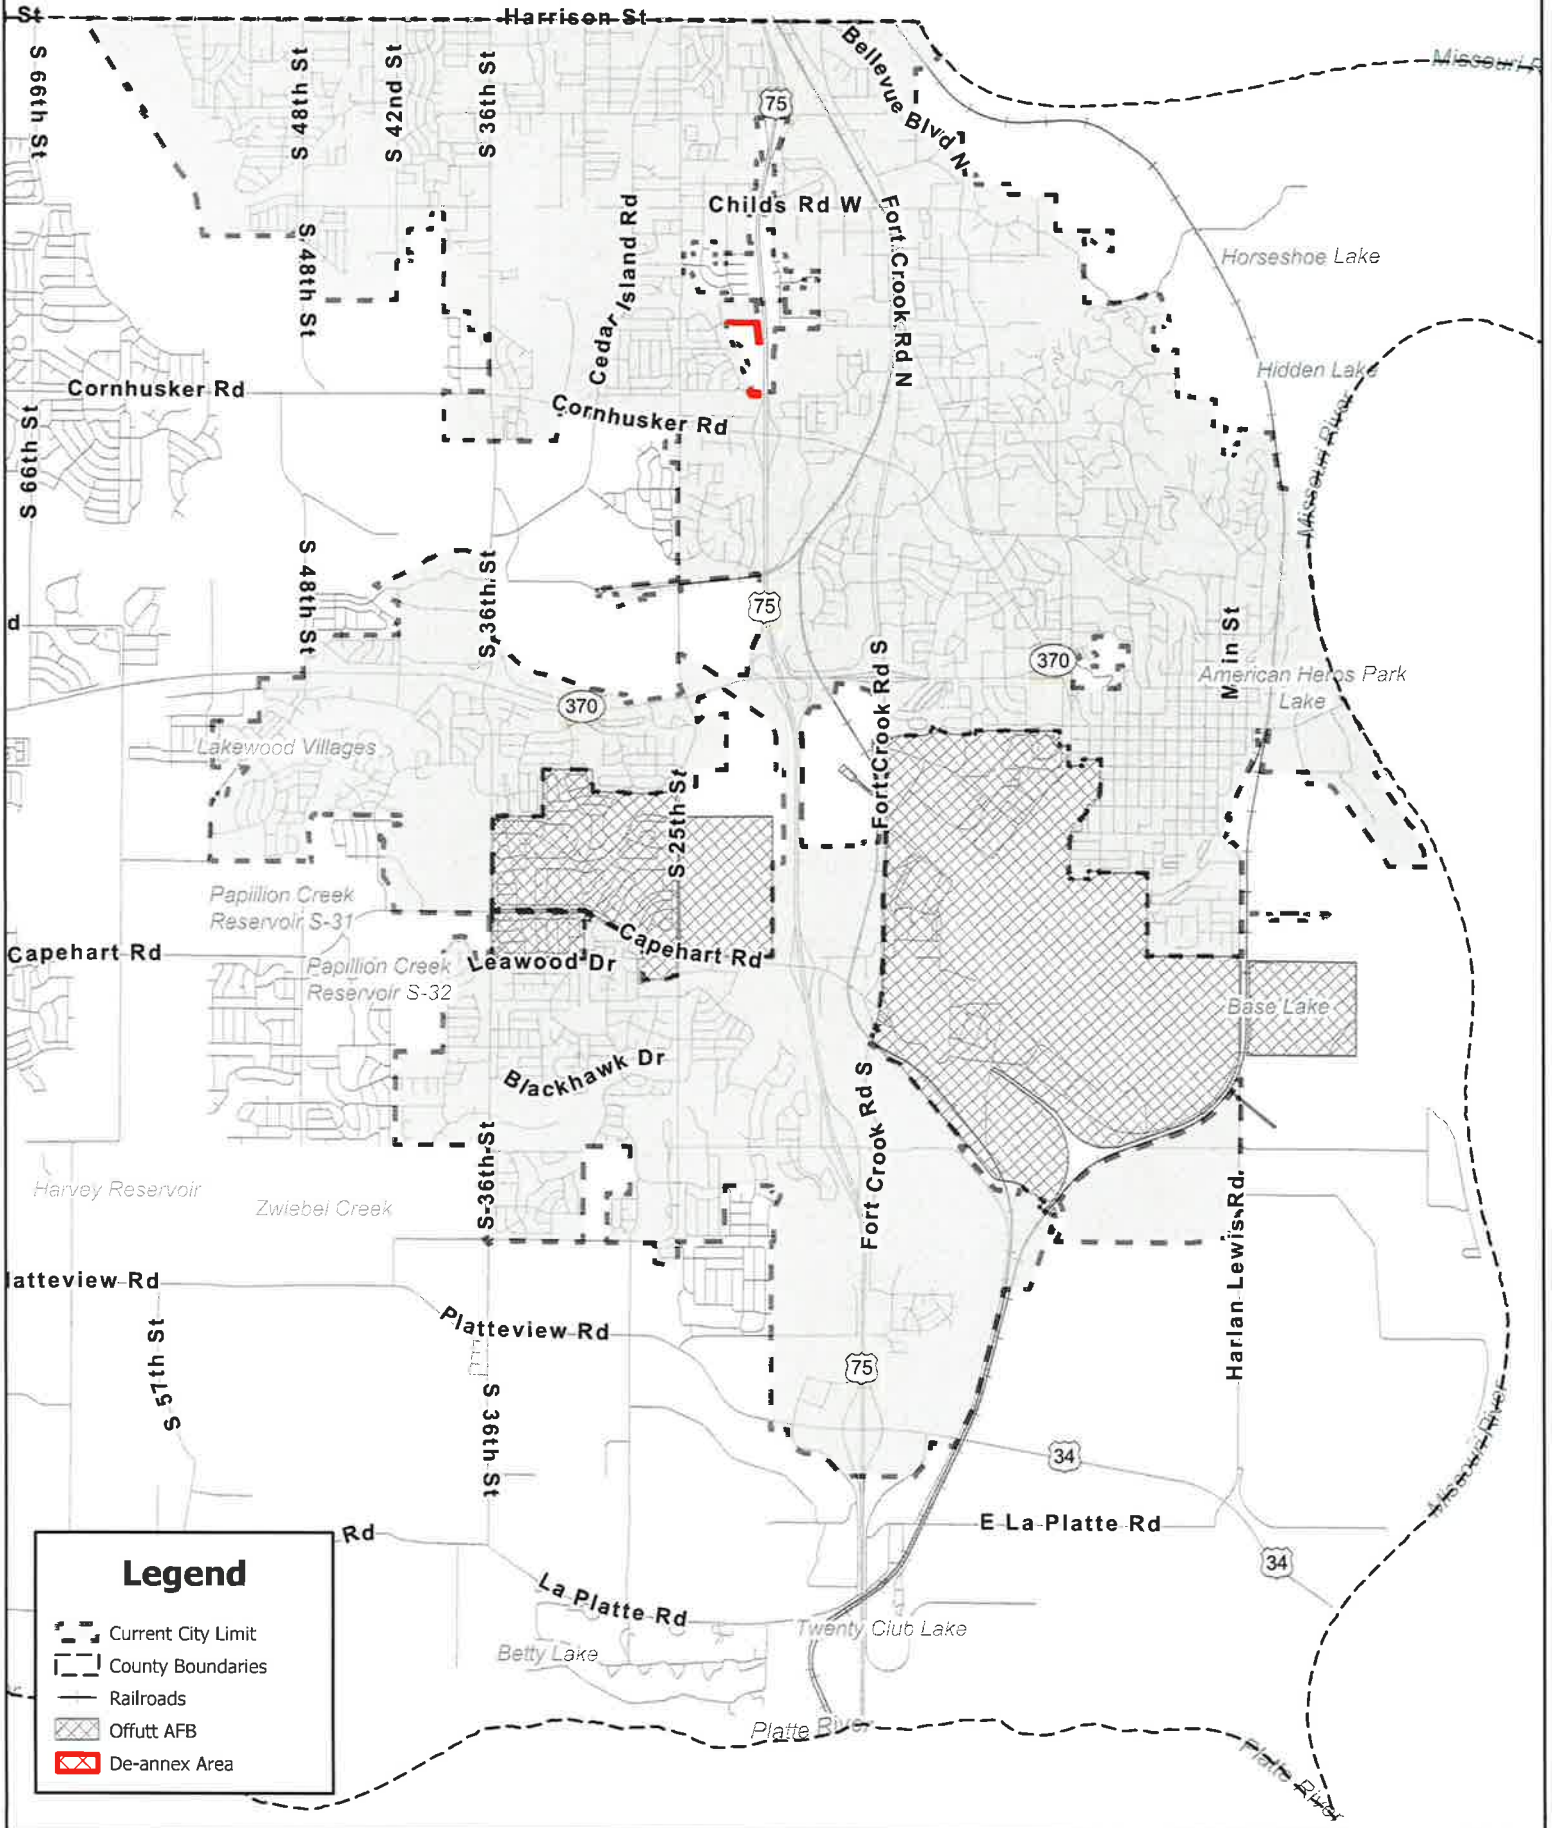 St
Harrison St
Missouri R
S 66th St
S 48th St
S 42nd St
S 36th St
Bellevue Blvd N
75
Childs Rd W
Fort Crook Rd N
Cedar Island Rd
S 48th St
Horseshoe Lake
Hidden Lake
Cornhusker Rd
Cornhusker Rd
S 66th St
Missouri River
S 48th St
S 36th St
75
d
370
Main St
Fort Crook Rd S
American Heros Park
Lake
370
Lakewood Villages
S 25th St
Papillion Creek
Reservoir S-31
Capehart Rd
Capehart Rd
Leawood Dr
Papillion Creek
Reservoir S-32
Base Lake
Blackhawk Dr
Fort Crook Rd S
S 36th St
Harvey Reservoir
Zwiebel Creek
Harlan Lewis Rd
latteview Rd
Platteview Rd
S 57th St
75
S 36th St
34
Missouri River
E La Platte Rd
Rd
34
La Platte Rd
Twenty Club Lake
Betty Lake
Platte River
Platte River
Legend
Current City Limit
County Boundaries
Railroads
Offutt AFB
De-annex Area